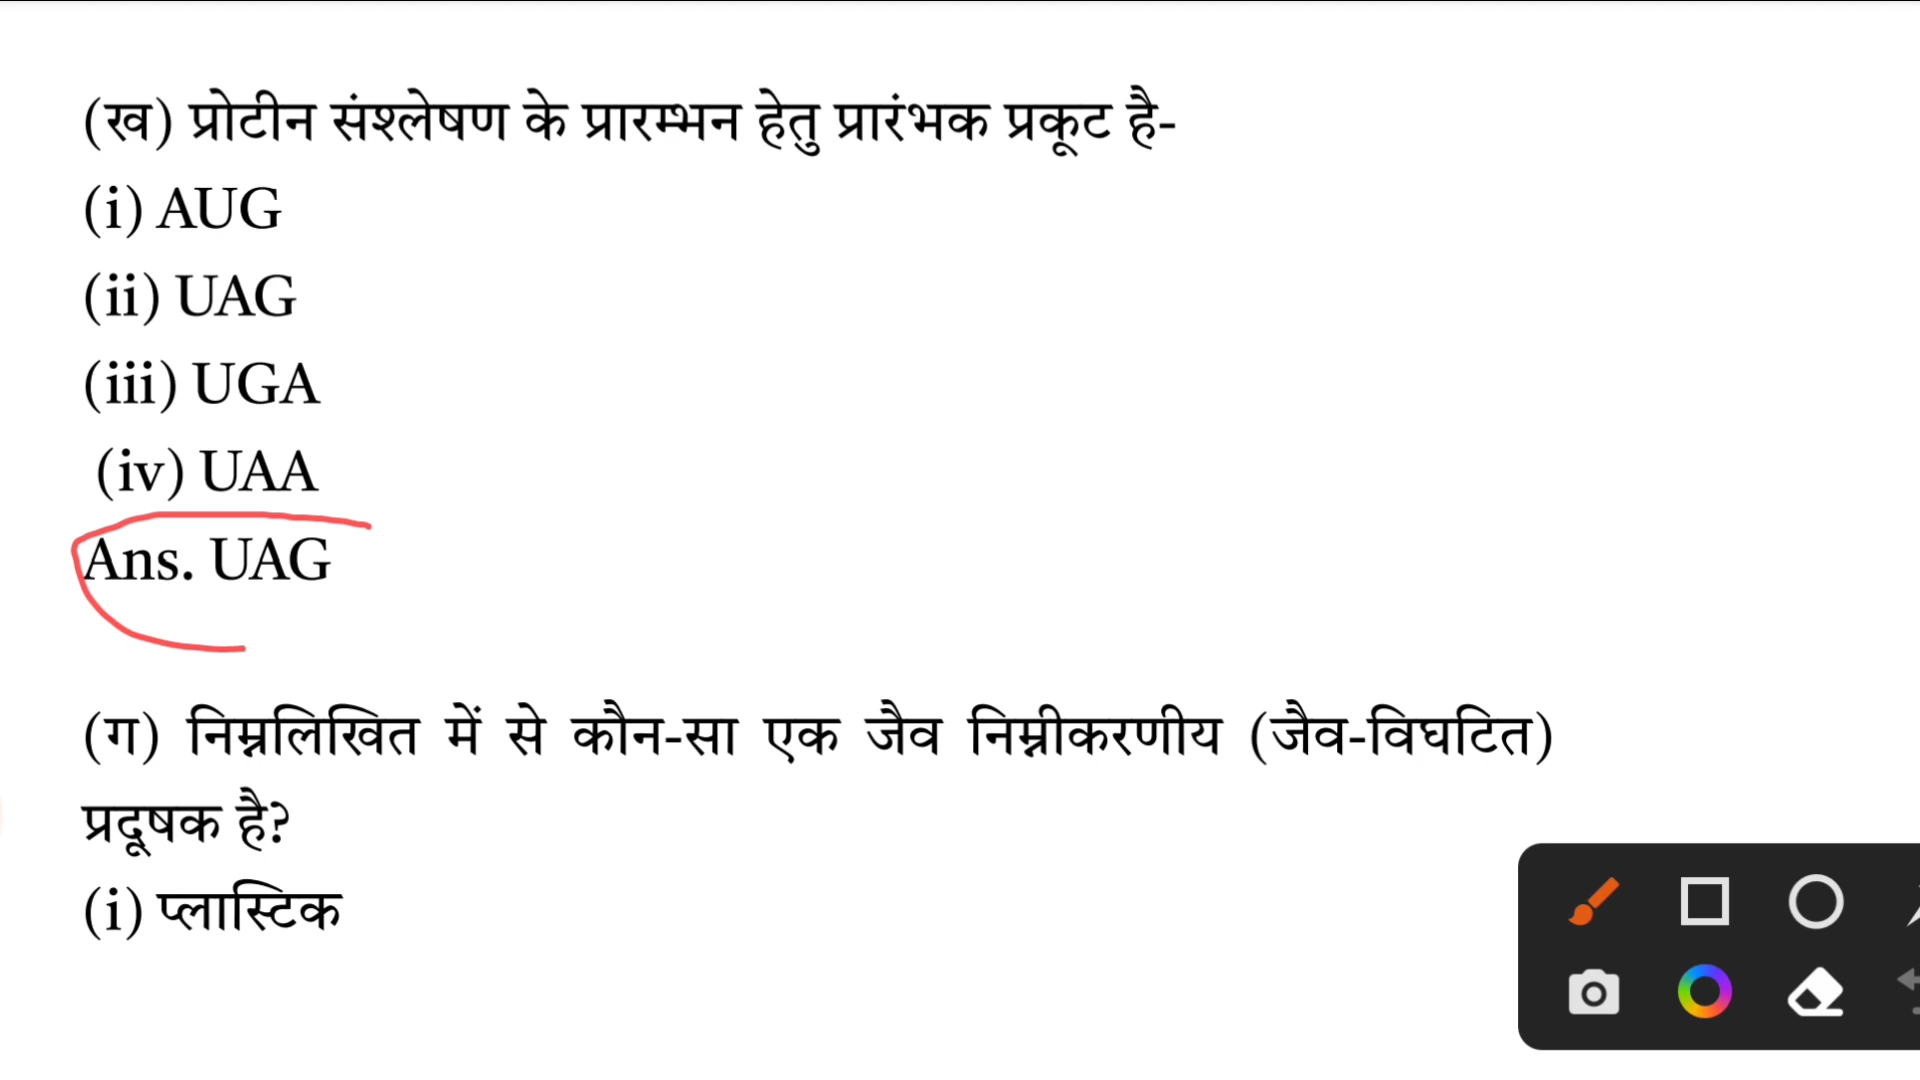 (ख) प्रोटीन संश्लेषण के प्रारम्भन हेतु प्रारंभक प्रकूट है-
(i) AUG
(ii) UAG
(iii) UGA
(iv) UAA
Ans. UAG
(ग) निम्नलिखित में से कौन-सा एक जैव निम्नीकरणीय (जैव-विघटित)
प्रदूषक है?
(i) प्लास्टिक